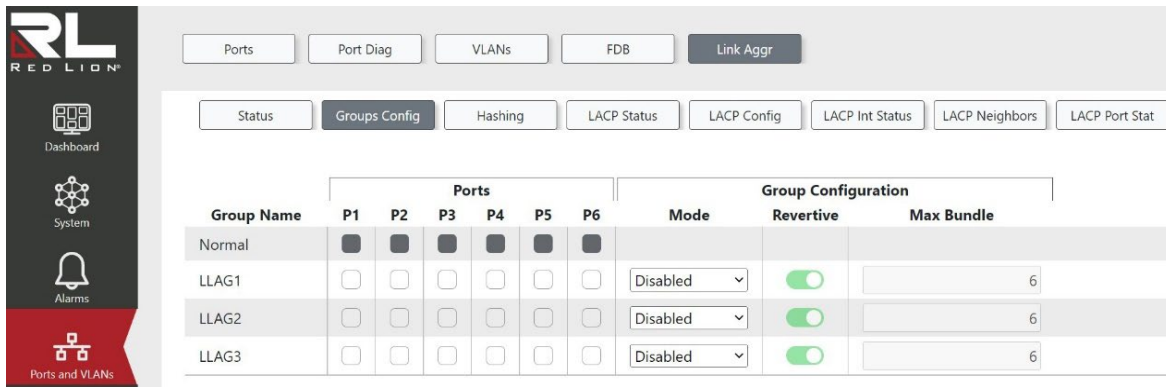 RED LION®
Ports Port Diag VLANs FDB Link Aggr
Status Groups Config Hashing LACP Status LACP Config LACP Int Status LACP Neighbors LACP Port Stat
Dashboard
System
Alarms
Ports and VLANs
Ports Group Configuration
Group Name P1 P2 P3 P4 P5 P6 Mode Revertive Max Bundle
Normal
LLAG1 Disabled 6
LLAG2 Disabled 6
LLAG3 Disabled 6